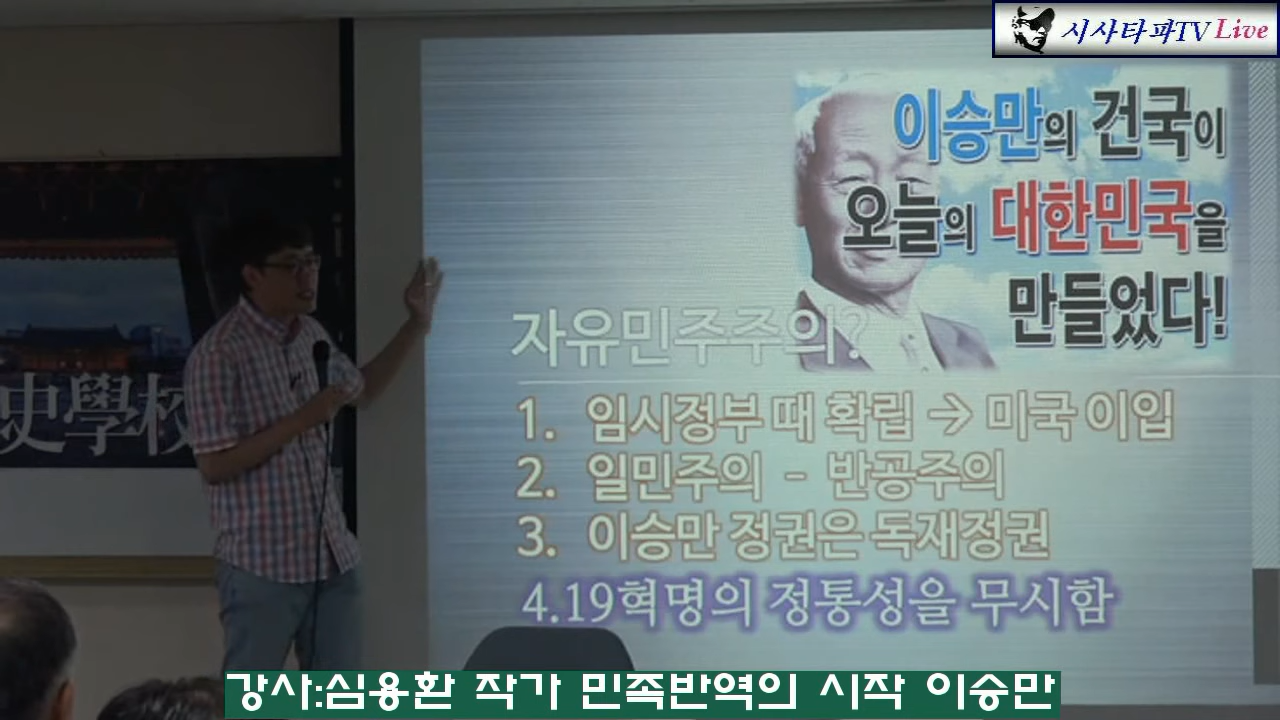 시사타파TV Live
이승만의 건국이
오늘의 대한민국을
만들었다!
자유민주주의?
1. 임시정부 때 확립 → 미국 이입
2. 일민주의 - 반공주의
3. 이승만 정권은 독재정권
4.19혁명의 정통성을 무시함
史學校
강사:심용환 작가 민족반역의 시작 이승만